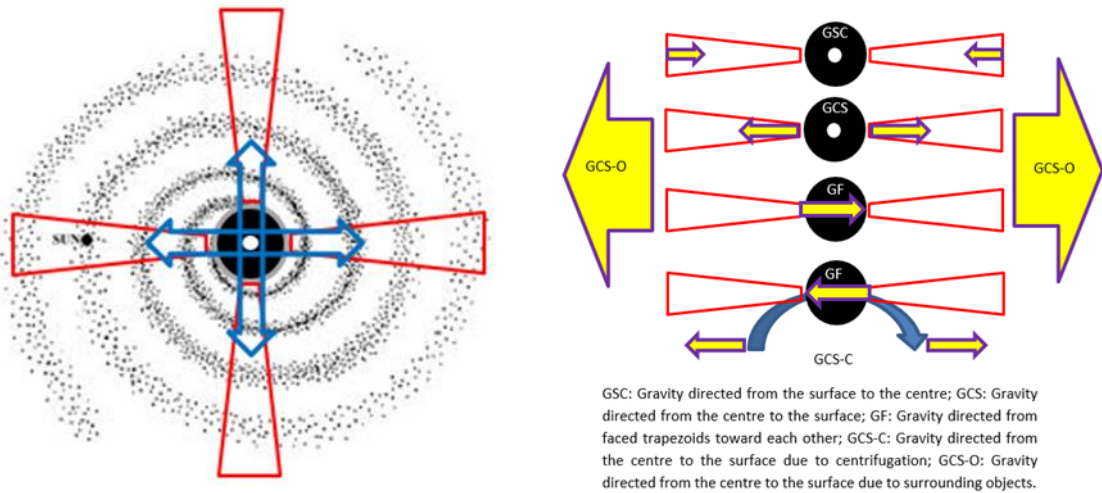 SUN
GSC
GCS
GCS-O
GCS-O
GF
GF
GCS-C
GSC: Gravity directed from the surface to the centre; GCS: Gravity
directed from the centre to the surface; GF: Gravity directed from
faced trapezoids toward each other; GCS-C: Gravity directed from
the centre to the surface due to centrifugation; GCS-O: Gravity
directed from the centre to the surface due to surrounding objects.